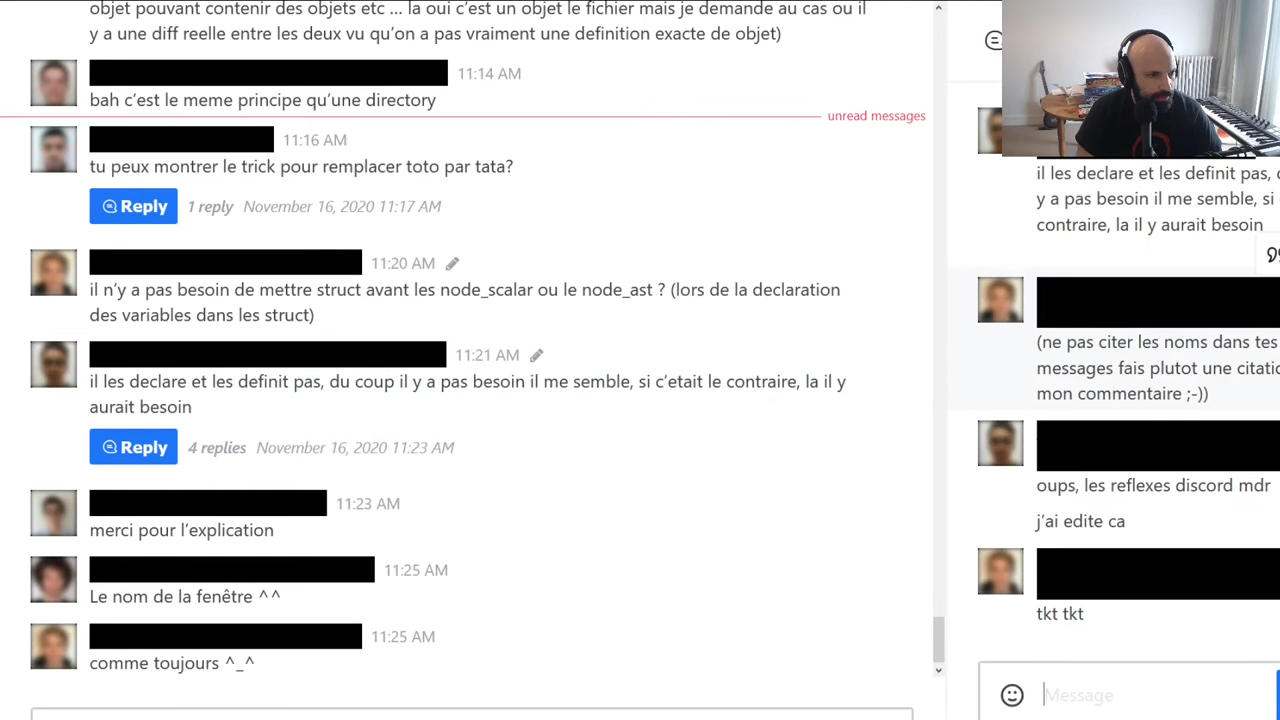 objet pouvant contenir des objets etc ... la oui c'est un objet le fichier mais je demande au cas ou il
y a une diff reelle entre les deux vu qu'on a pas vraiment une definition exacte de objet)
11:14 AM
bah c'est le meme principe qu'une directory
unread messages
11:16 AM
tu peux montrer le trick pour remplacer toto par tata?
Reply 1 reply November 16, 2020 11:17 AM
11:20 AM
il n'y a pas besoin de mettre struct avant les node_scalar ou le node_ast ? (lors de la declaration
des variables dans les struct)
11:21 AM
il les declare et les definit pas, du coup il y a pas besoin il me semble, si c'etait le contraire, la il y
aurait besoin
Reply 4 replies November 16, 2020 11:23 AM
11:23 AM
merci pour l'explication
11:25 AM
Le nom de la fenêtre ^^
11:25 AM
comme toujours ^_^
il les declare et les definit pas,
y a pas besoin il me semble, si
contraire, la il y aurait besoin
(ne pas citer les noms dans tes
messages fais plutot une
mon commentaire ;-))
oups, les reflexes discord mdr
j'ai edite ca
tkt tkt
Message